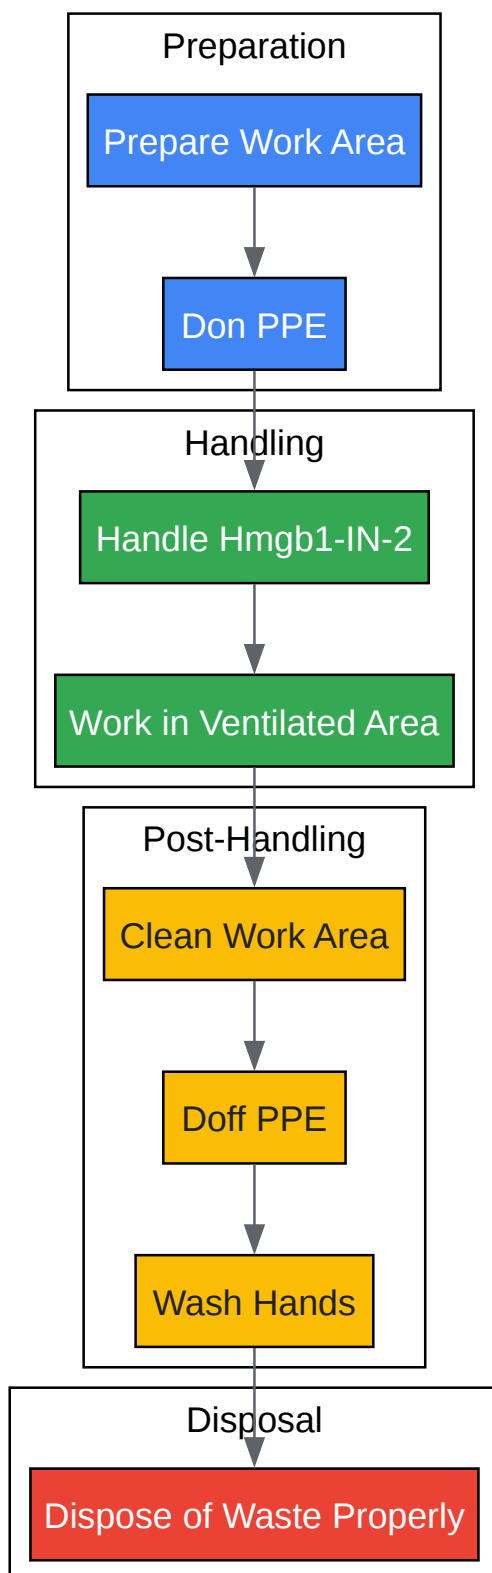 Preparation
Prepare Work Area
Don PPE
Handling
Handle Hmgb1-IN-2
Work in Ventilated Area
Post-Handling
Clean Work Area
Doff PPE
Wash Hands
Disposal
Dispose of Waste Properly